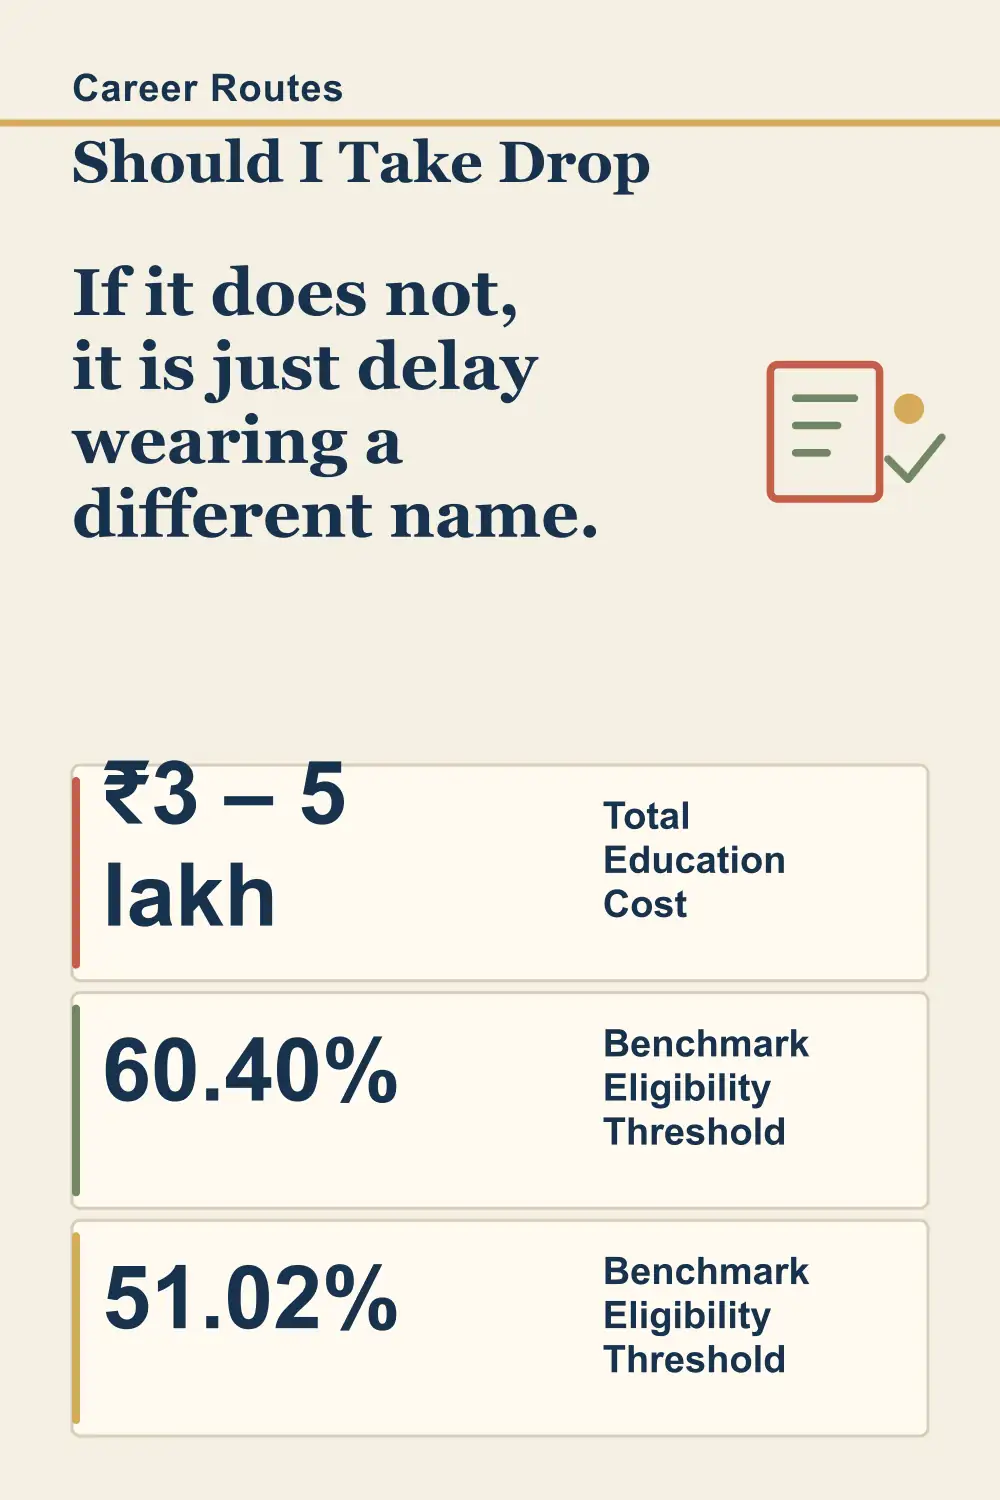 Career Routes
Should I Take Drop
If it does not,
it is just delay
wearing a
different name.
₹3 – 5
lakh
Total
Education
Cost
60.40%
Benchmark
Eligibility
Threshold
51.02%
Benchmark
Eligibility
Threshold